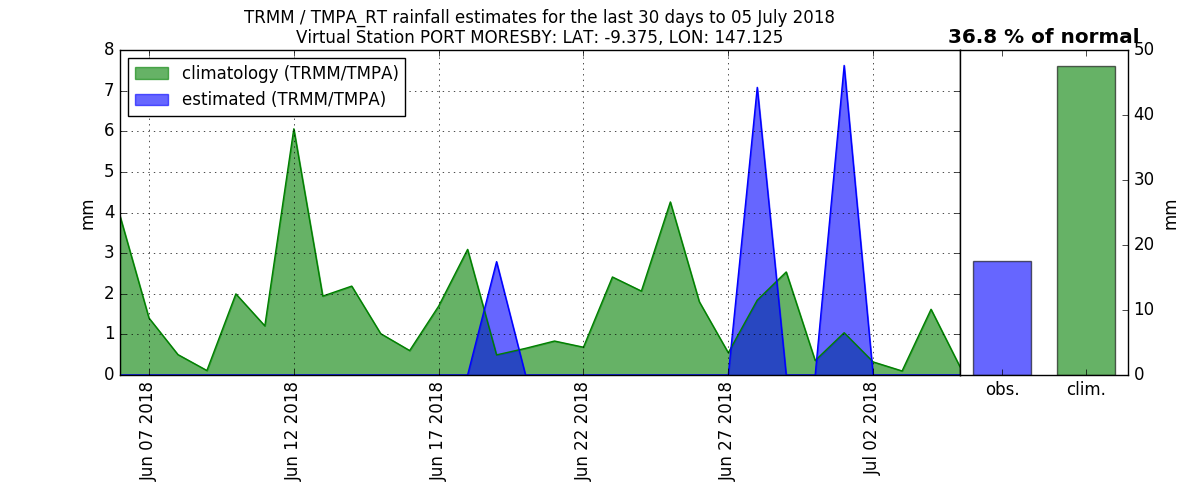 TRMM / TMPA_RT rainfall estimates for the last 30 days to 05 July 2018
Virtual Station PORT MORESBY: LAT: -9.375, LON: 147.125
36.8 % of normal
climatology (TRMM/TMPA)
estimated (TRMM/TMPA)
8
7
6
5
4
3
2
1
0
mm
Jun 07 2018
Jun 12 2018
Jun 17 2018
Jun 22 2018
Jun 27 2018
Jul 02 2018
obs.
clim.
50
40
30
20
10
0
mm